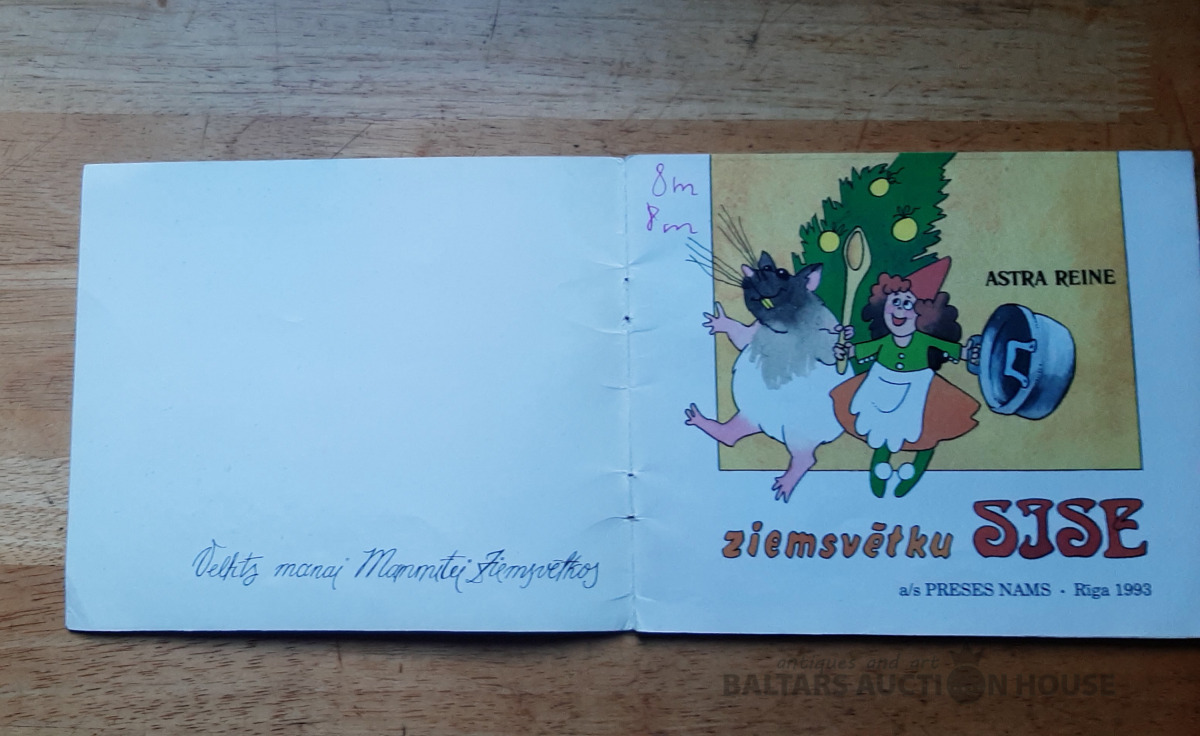 Veltīts manai Mammītei Ziemsvētkos
8m
8m
ASTRA REINE
ziemsvētku SISE
a/s PRESES NAMS · Rīga 1993
antiques and art
BALTARS AUCTION HOUSE